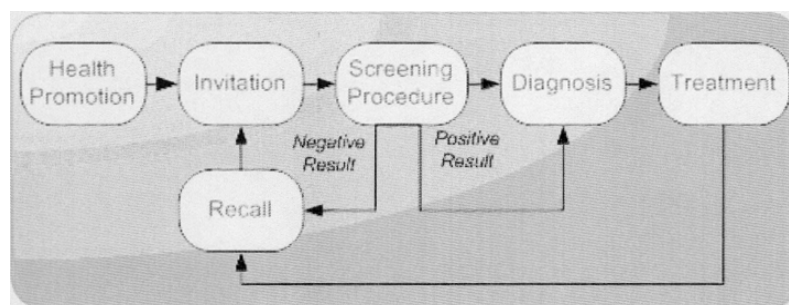 Health
Promotion
Invitation
Screening
Procedure
Diagnosis
Treatment
Negative
Result
Positive
Result
Recall